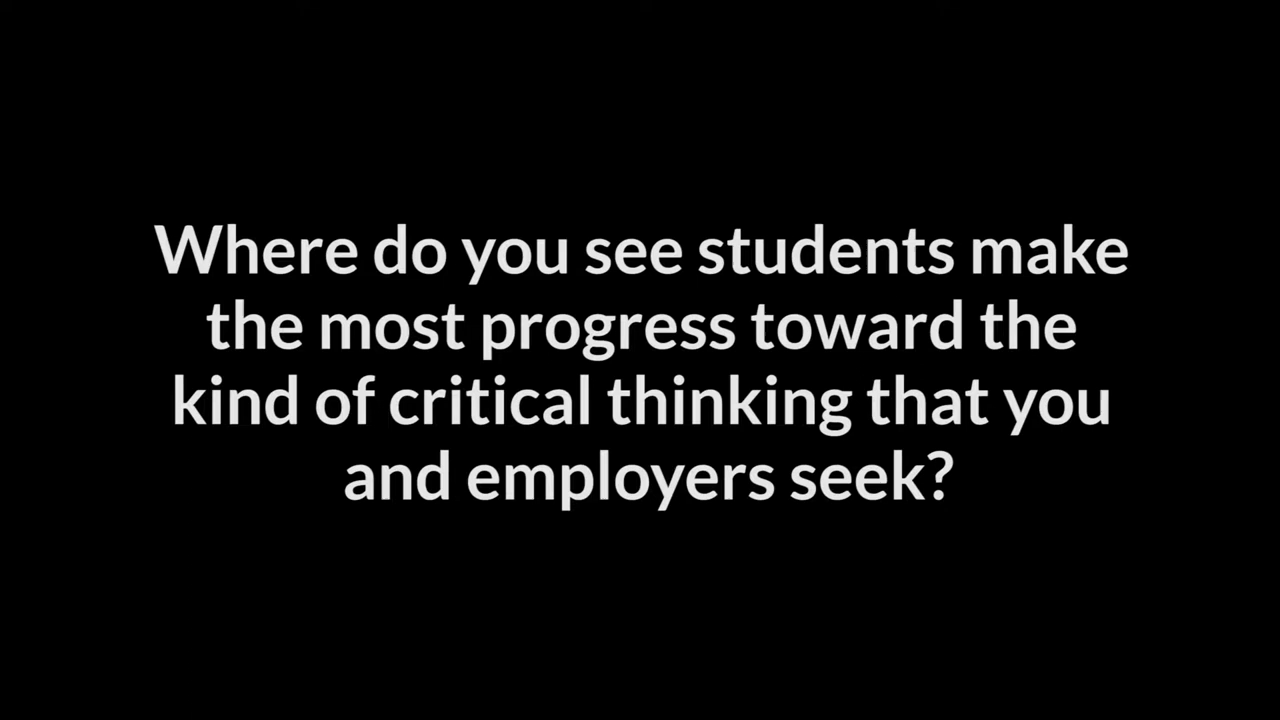 Where do you see students make
the most progress toward the
kind of critical thinking that you
and employers seek?